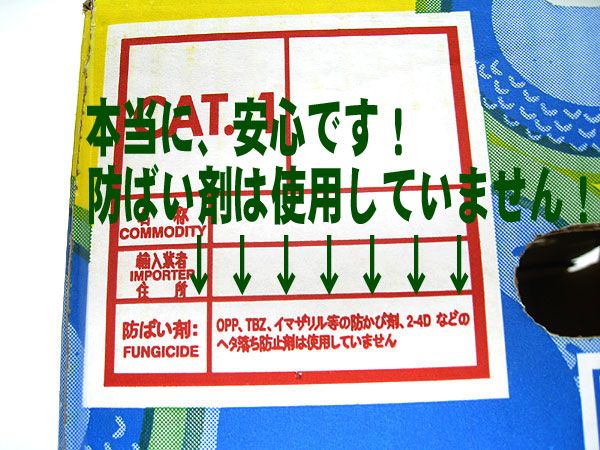 CAT. 1
本当に、安心です!
防ばい剤は使用していません!
名 称
COMMODITY
輸入業者
IMPORTER
住 所
↓ ↓ ↓ ↓ ↓ ↓ ↓
防ばい剤:
FUNGICIDE
OPP、TBZ、イマザリル等の防かび剤、2-4D などの
ヘタ落ち防止剤は使用していません